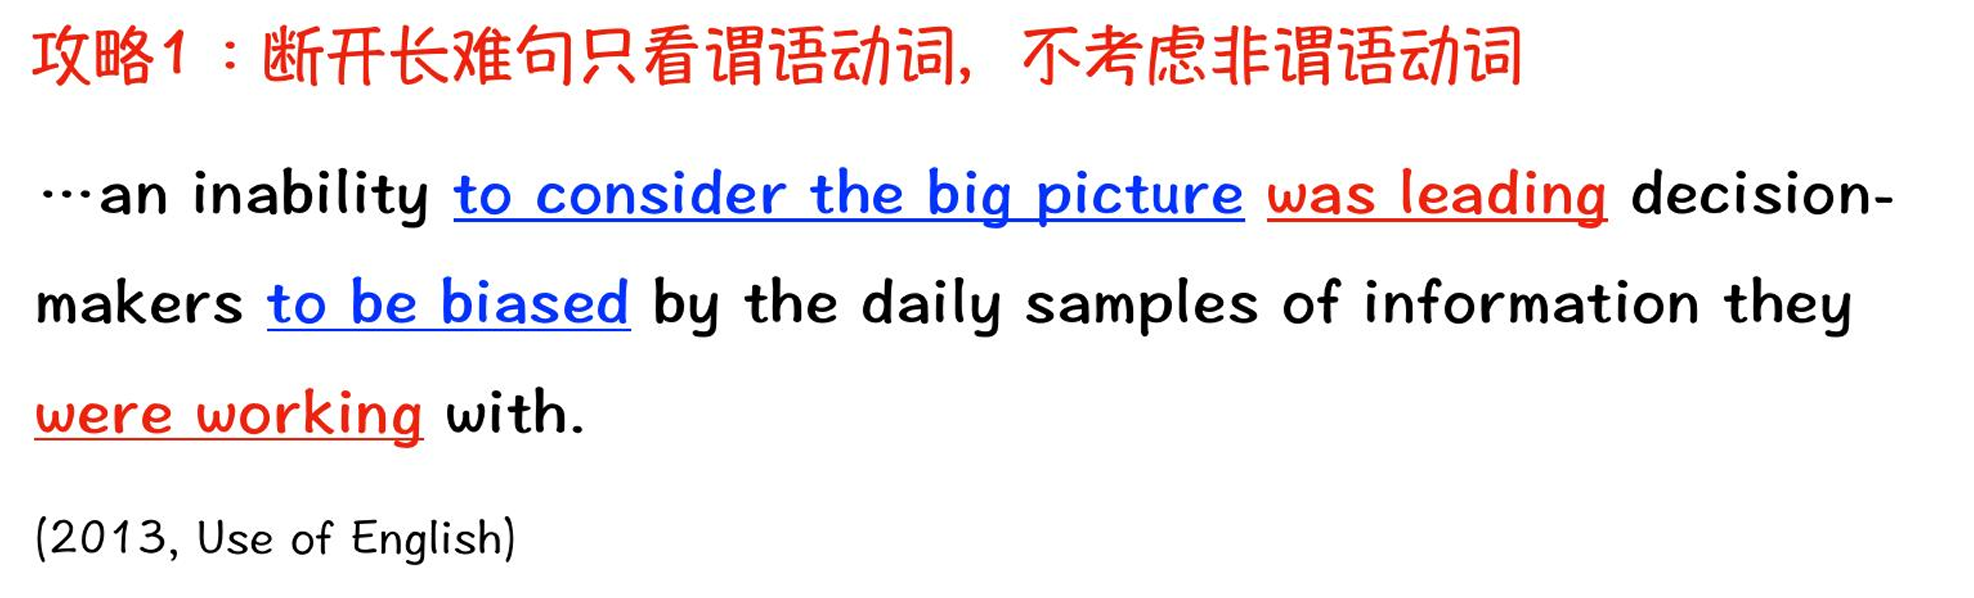 攻略1：断开长难句只看谓语动词，不考虑非谓语动词
…an inability to consider the big picture was leading decision-
makers to be biased by the daily samples of information they
were working with.
(2013, Use of English)